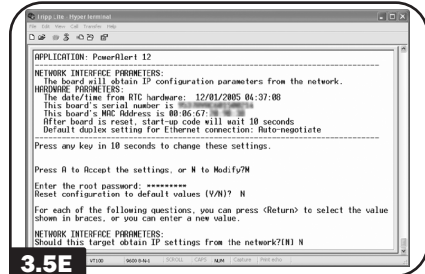 Tripp Lite - HyperTerminal
File Edit View Call Transfer Help
APPLICATION: PowerAlert 12
NETWORK INTERFACE PARAMETERS:
The board will obtain IP configuration parameters from the network.
HARDWARE PARAMETERS:
The date/time from RTC hardware: 12/01/2005 04:37:08
This board's serial number is
This board's MAC Address is 00:06:67:
After board is reset, start-up code will wait 10 seconds
Default duplex setting for Ethernet connection: Auto-negotiate
Press any key in 10 seconds to change these settings.
Press A to Accept the settings, or N to Modify?N
Enter the root password: *********
Reset configuration to default values (Y/N)? N
For each of the following questions, you can press <Return> to select the value
shown in braces, or you can enter a new value.
NETWORK INTERFACE PARAMETERS:
Should this target obtain IP settings from the network?[N] N
3.5E
VT100 9600 8-N-1 SCROLL CAPS NUM Capture Print echo